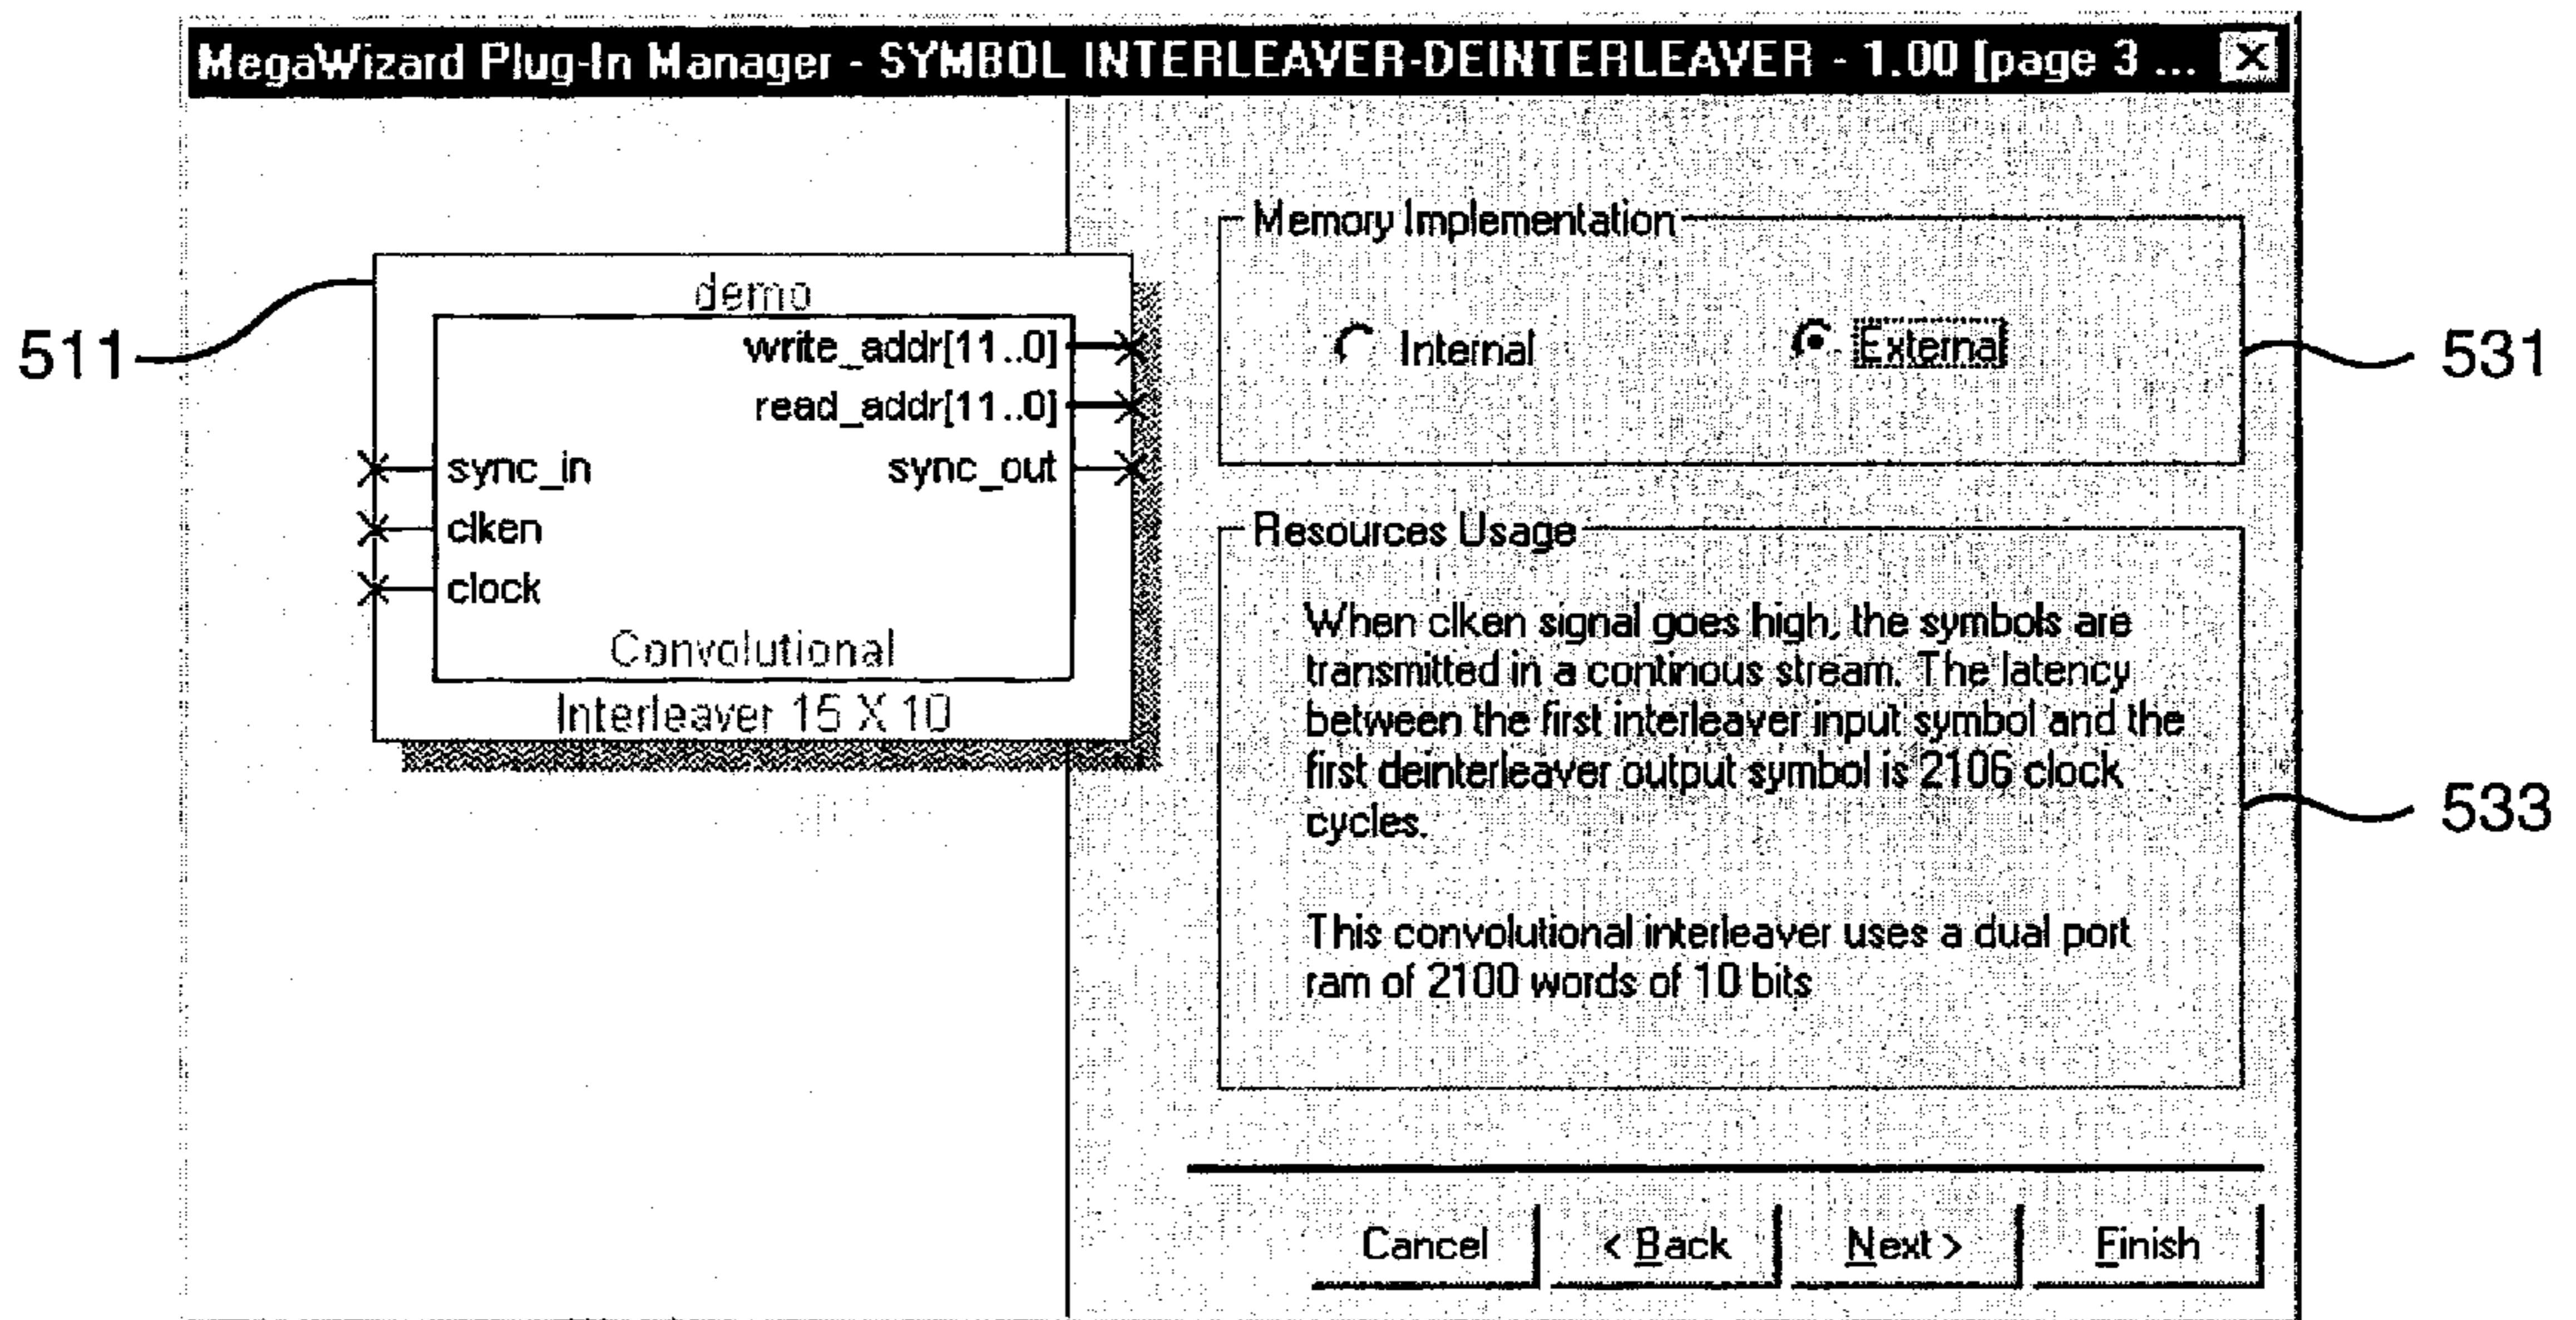 MegaWizard Plug-In Manager - SYMBOL INTERLEAVER-DEINTERLEAVER - 1.00 [page 3 ...
511
demo
write_addr[11..0]
read_addr[11..0]
sync_in
sync_out
clken
clock
Convolutional
Interleaver 15 X 10
Memory Implementation
Internal
External
531
Resources Usage
When clken signal goes high, the symbols are
transmitted in a continous stream. The latency
between the first interleaver input symbol and the
first deinterleaver output symbol is 2106 clock
cycles.
This convolutional interleaver uses a dual port
ram of 2100 words of 10 bits
533
Cancel
< Back
Next >
Finish